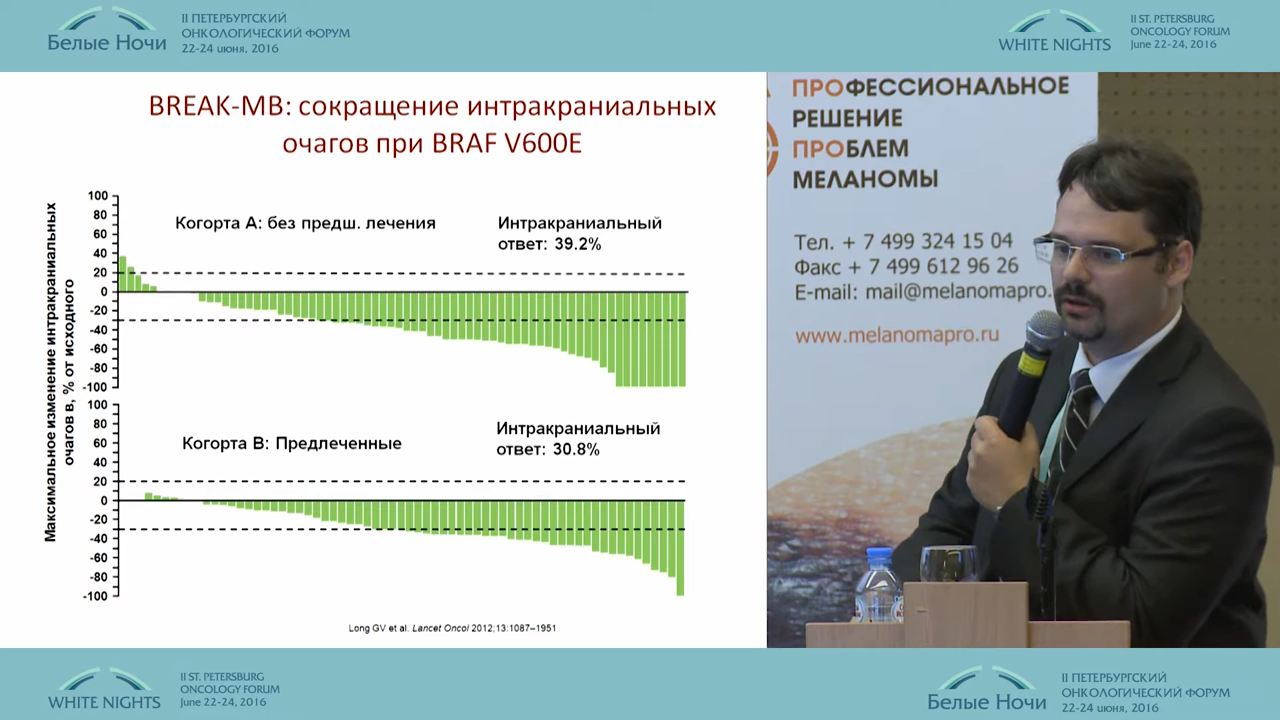 Белые Ночи
II ПЕТЕРБУРГСКИЙ
ОНКОЛОГИЧЕСКИЙ ФОРУМ
22-24 июня, 2016
WHITE NIGHTS
II ST. PETERSBURG
ONCOLOGY FORUM
June 22-24, 2016
BREAK-MB: сокращение интракраниальных
очагов при BRAF V600E
Максимальное изменение интракраниальных
очагов в, % от исходного
100
80
60
40
20
0
-20
-40
-60
-80
-100
Когорта А: без предш. лечения
Интракраниальный
ответ: 39.2%
100
80
60
40
20
0
-20
-40
-60
-80
-100
Когорта В: Предлеченные
Интракраниальный
ответ: 30.8%
Long GV et al. Lancet Oncol 2012;13:1087–1951
ПРОФЕССИОНАЛЬНОЕ
РЕШЕНИЕ
ПРОБЛЕМ
МЕЛАНОМЫ
Тел. + 7 499 324 15 04
Факс + 7 499 612 96 26
E-mail: mail@melanomapro.
www.melanomapro.ru
WHITE NIGHTS
II ST. PETERSBURG
ONCOLOGY FORUM
June 22-24, 2016
Белые Ночи
II ПЕТЕРБУРГСКИЙ
ОНКОЛОГИЧЕСКИЙ ФОРУМ
22-24 июня, 2016